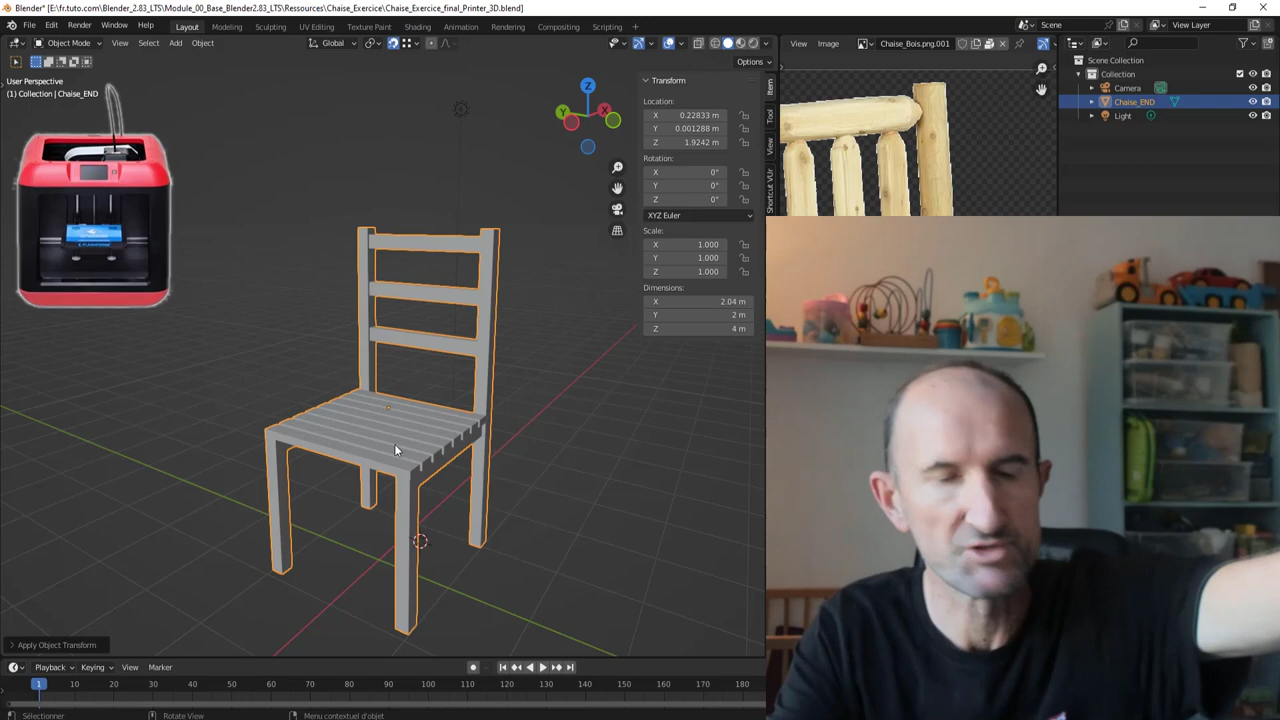 Blender* [E:\fr.tuto.com\Blender_2.83_LTS\Module_00_Base_Blender2.83_LTS\Ressources\Chaise_Exercice\Chaise_Exercice_final_Printer_3D.blend]
File Edit Render Window Help Layout Modeling Sculpting UV Editing Texture Paint Shading Animation Rendering Compositing Scripting Scene View Layer
Object Mode View Select Add Object Global View Image Chaise_Bois.png.001
Options
User Perspective
(1) Collection | Chaise_END
Transform
Location:
X 0.22833 m
Y 0.001288 m
Z 1.9242 m
Rotation:
X 0°
Y 0°
Z 0°
XYZ Euler
Scale:
X 1.000
Y 1.000
Z 1.000
Dimensions:
X 2.04 m
Y 2 m
Z 4 m
Item
Tool
View
Shortcut VUr
Z
X
Y
Scene Collection
Collection
Camera
Chaise_END
Light
Apply Object Transform
Playback Keying View Marker
1 10 20 30 40 50 60 70 80 90 100 110 120 130 140 150 160 170 180
Sélectionner Rotate View Menu contextuel d'objet